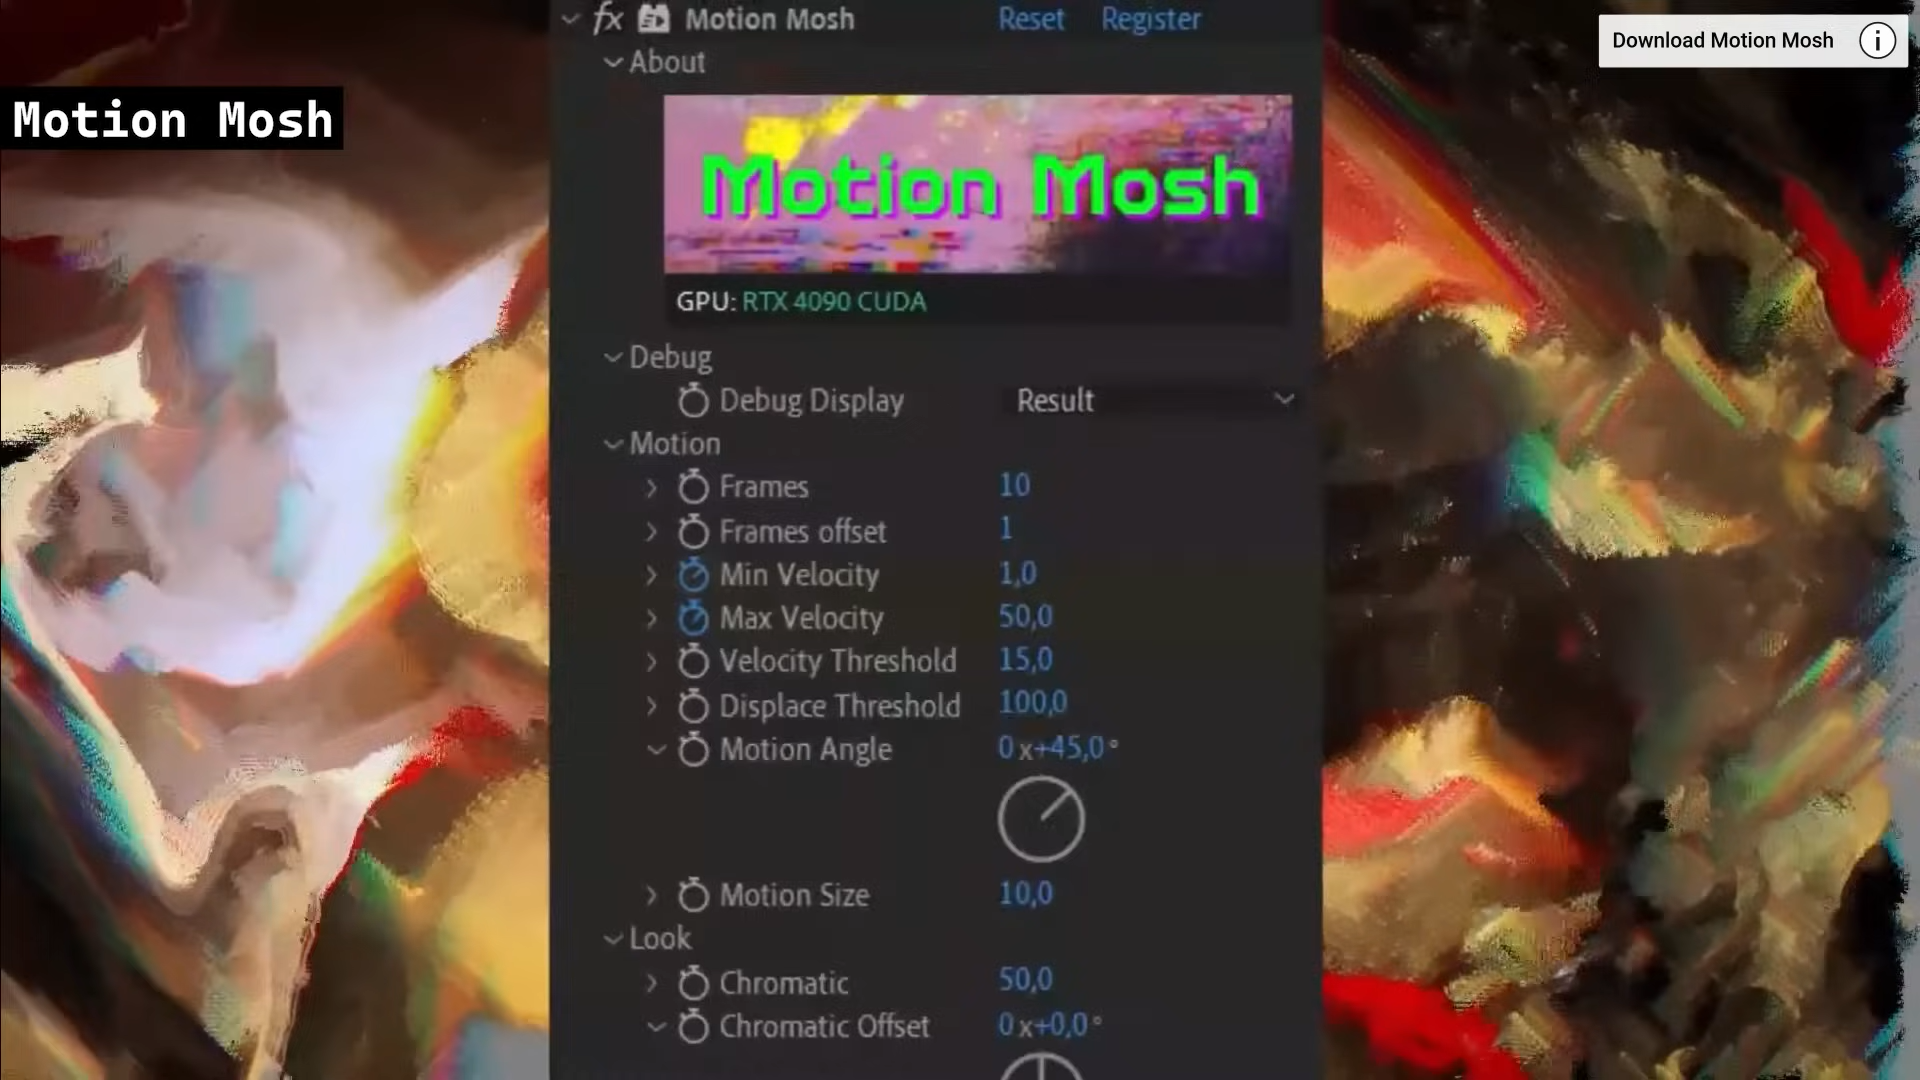 fx Motion Mosh Reset Register
Download Motion Mosh i
About
Motion Mosh
Motion Mosh
GPU: RTX 4090 CUDA
Debug
Debug Display Result
Motion
Frames 10
Frames offset 1
Min Velocity 1,0
Max Velocity 50,0
Velocity Threshold 15,0
Displace Threshold 100,0
Motion Angle 0 x+45,0°
Motion Size 10,0
Look
Chromatic 50,0
Chromatic Offset 0 x+0,0°